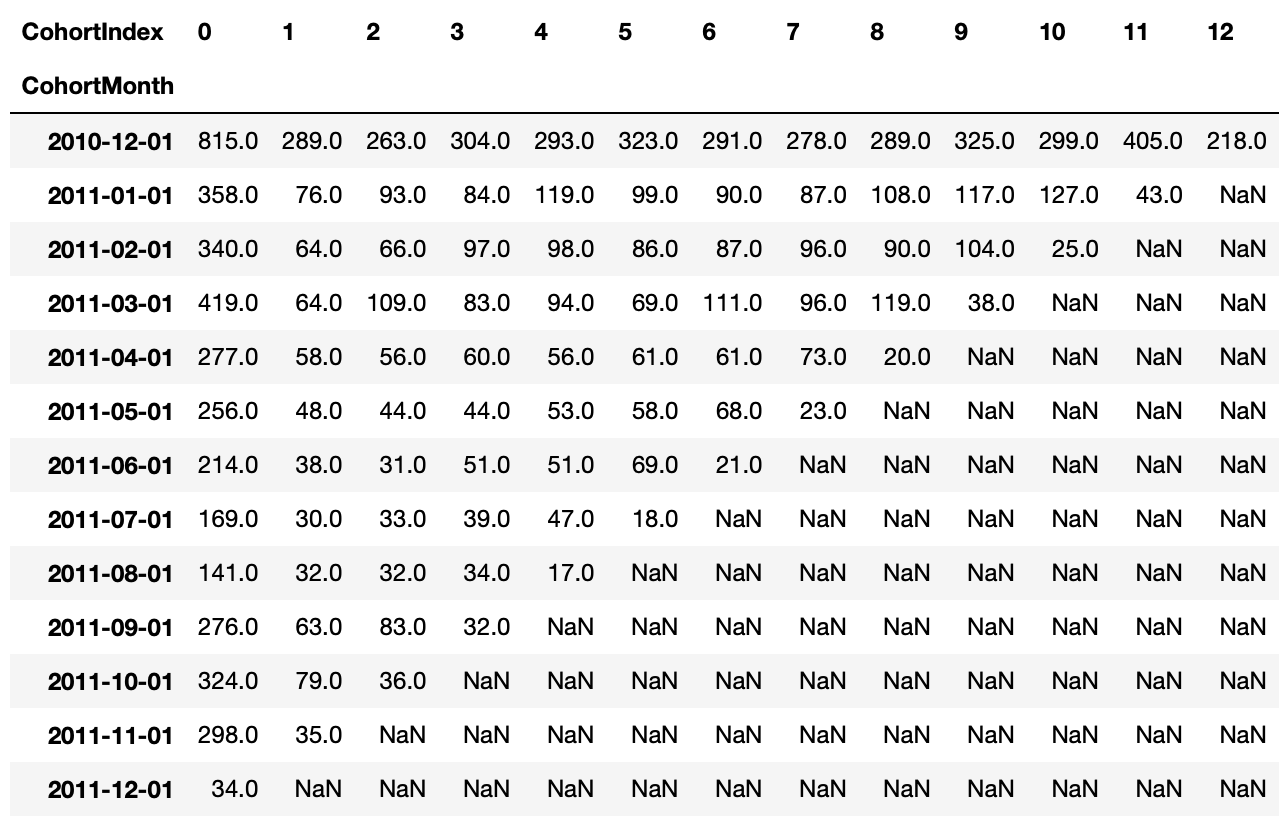 CohortIndex 0 1 2 3 4 5 6 7 8 9 10 11 12
CohortMonth
2010-12-01 815.0 289.0 263.0 304.0 293.0 323.0 291.0 278.0 289.0 325.0 299.0 405.0 218.0
2011-01-01 358.0 76.0 93.0 84.0 119.0 99.0 90.0 87.0 108.0 117.0 127.0 43.0 NaN
2011-02-01 340.0 64.0 66.0 97.0 98.0 86.0 87.0 96.0 90.0 104.0 25.0 NaN NaN
2011-03-01 419.0 64.0 109.0 83.0 94.0 69.0 111.0 96.0 119.0 38.0 NaN NaN NaN
2011-04-01 277.0 58.0 56.0 60.0 56.0 61.0 61.0 73.0 20.0 NaN NaN NaN NaN
2011-05-01 256.0 48.0 44.0 44.0 53.0 58.0 68.0 23.0 NaN NaN NaN NaN NaN
2011-06-01 214.0 38.0 31.0 51.0 51.0 69.0 21.0 NaN NaN NaN NaN NaN NaN
2011-07-01 169.0 30.0 33.0 39.0 47.0 18.0 NaN NaN NaN NaN NaN NaN NaN
2011-08-01 141.0 32.0 32.0 34.0 17.0 NaN NaN NaN NaN NaN NaN NaN NaN
2011-09-01 276.0 63.0 83.0 32.0 NaN NaN NaN NaN NaN NaN NaN NaN NaN
2011-10-01 324.0 79.0 36.0 NaN NaN NaN NaN NaN NaN NaN NaN NaN NaN
2011-11-01 298.0 35.0 NaN NaN NaN NaN NaN NaN NaN NaN NaN NaN NaN
2011-12-01 34.0 NaN NaN NaN NaN NaN NaN NaN NaN NaN NaN NaN NaN